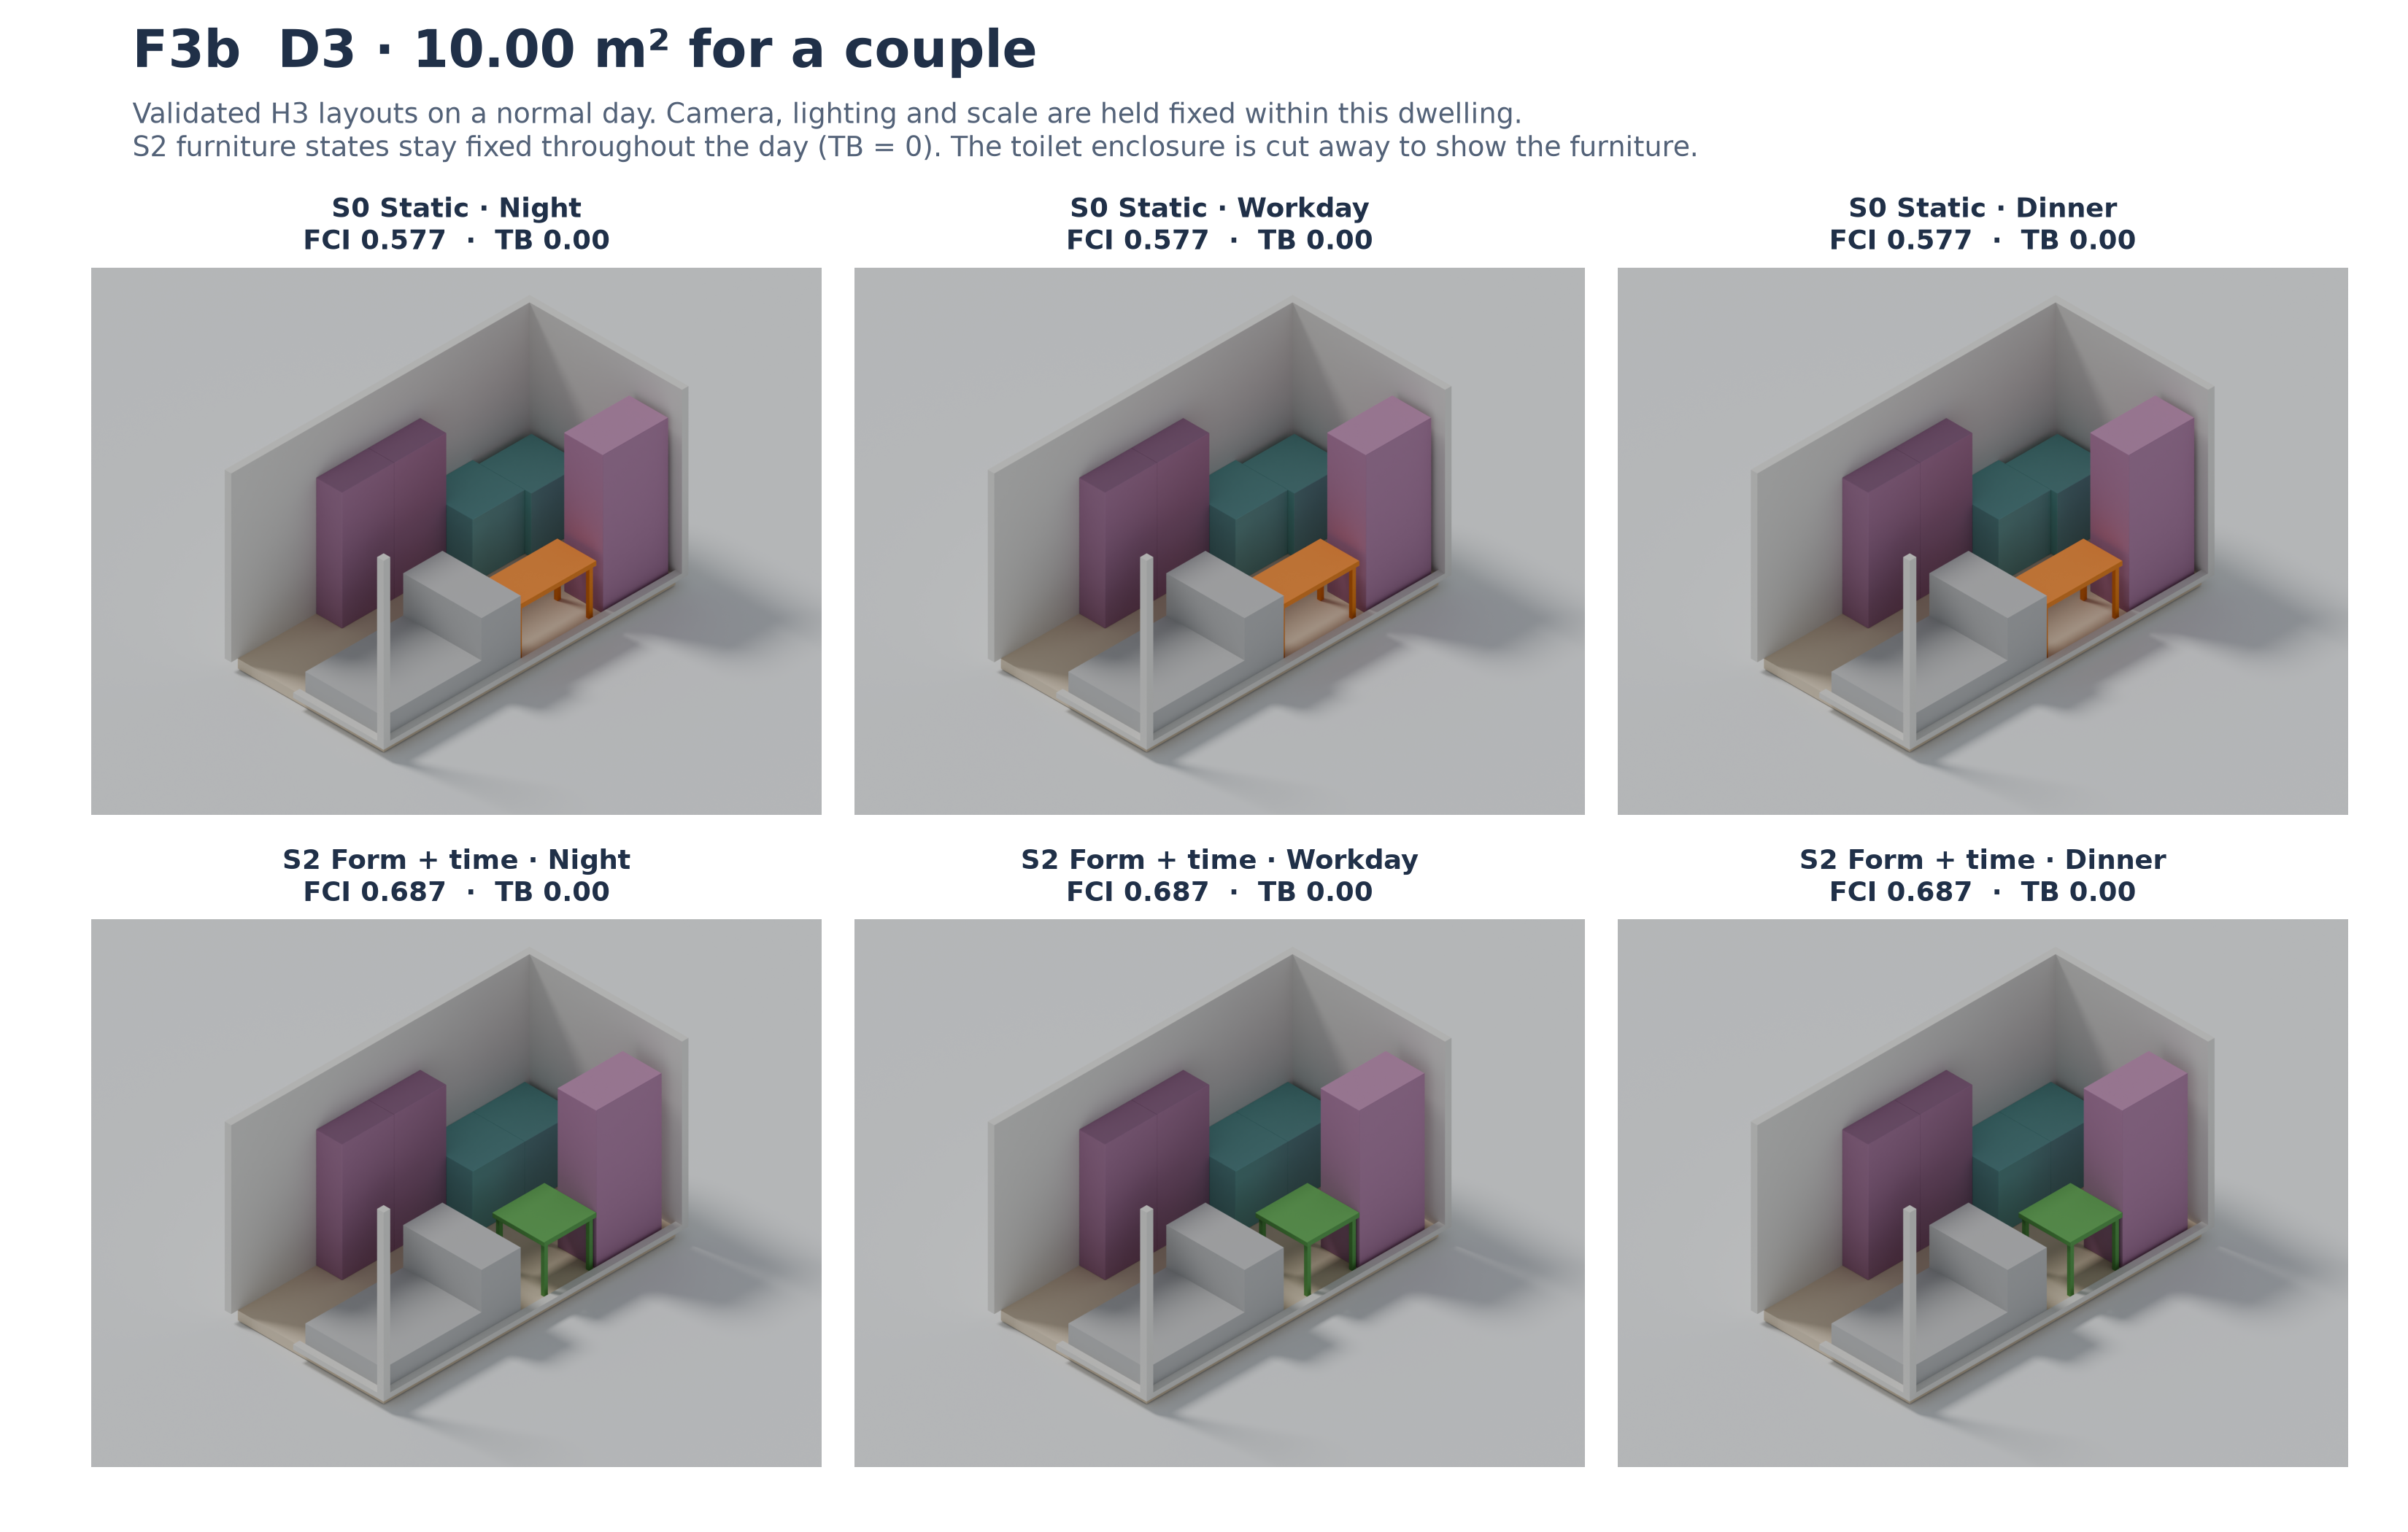 F3b  D3 · 10.00 m² for a couple
Validated H3 layouts on a normal day. Camera, lighting and scale are held fixed within this dwelling.
S2 furniture states stay fixed throughout the day (TB = 0). The toilet enclosure is cut away to show the furniture.
S0 Static · Night
FCI 0.577  ·  TB 0.00
S0 Static · Workday
FCI 0.577  ·  TB 0.00
S0 Static · Dinner
FCI 0.577  ·  TB 0.00
S2 Form + time · Night
FCI 0.687  ·  TB 0.00
S2 Form + time · Workday
FCI 0.687  ·  TB 0.00
S2 Form + time · Dinner
FCI 0.687  ·  TB 0.00